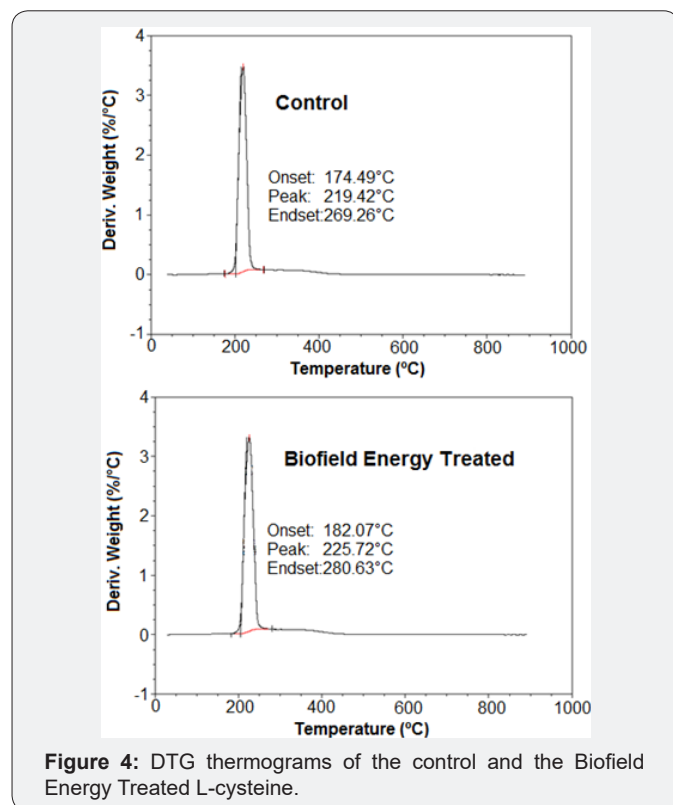 4
3
2
1
0
-1
Deriv. Weight (%/°C)
Control
Onset: 174.49°C
Peak: 219.42°C
Endset:269.26°C
0 200 400 600 800 1000
Temperature (ºC)
4
3
2
1
0
-1
Deriv. Weight (%/°C)
Biofield Energy Treated
Onset: 182.07°C
Peak: 225.72°C
Endset:280.63°C
0 200 400 600 800 1000
Temperature (ºC)
Figure 4: DTG thermograms of the control and the Biofield
Energy Treated L-cysteine.